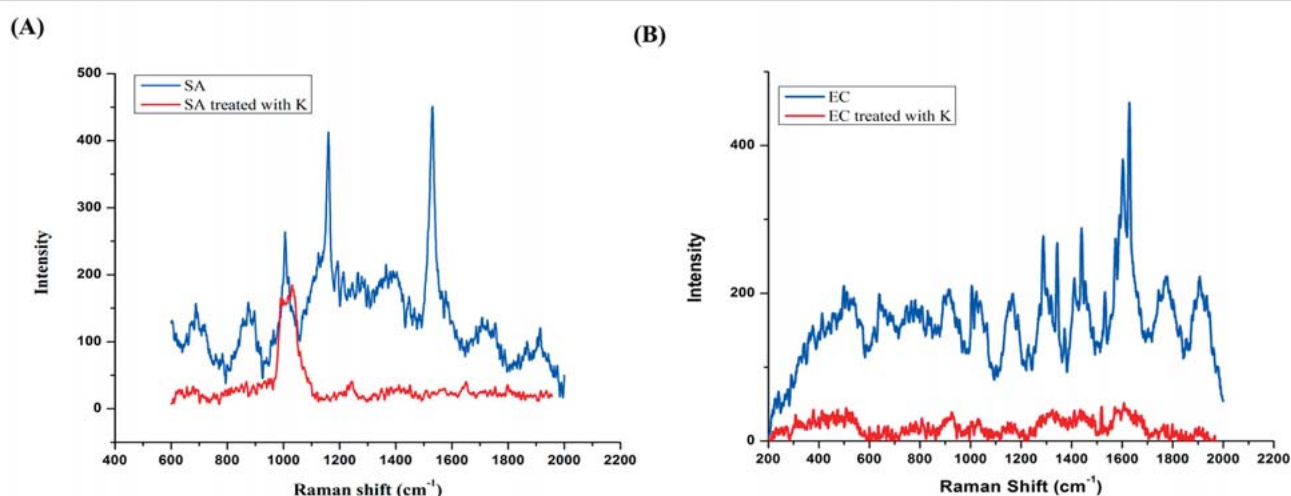 (A)
SA
SA treated with K
500
400
300
200
100
0
Intensity
400 600 800 1000 1200 1400 1600 1800 2000 2200
Raman shift (cm⁻¹)
(B)
EC
EC treated with K
400
200
0
Intensity
200 400 600 800 1000 1200 1400 1600 1800 2000 2200
Raman Shift (cm⁻¹)